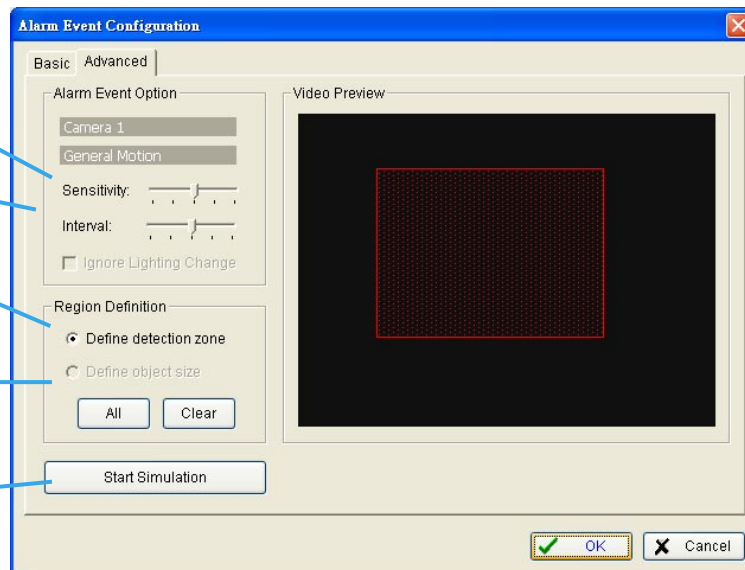 Alarm Event Configuration
Basic
Advanced
Alarm Event Option
Camera 1
General Motion
Sensitivity:
Interval:
Ignore Lighting Change
Region Definition
Define detection zone
Define object size
All
Clear
Start Simulation
Video Preview
OK
Cancel